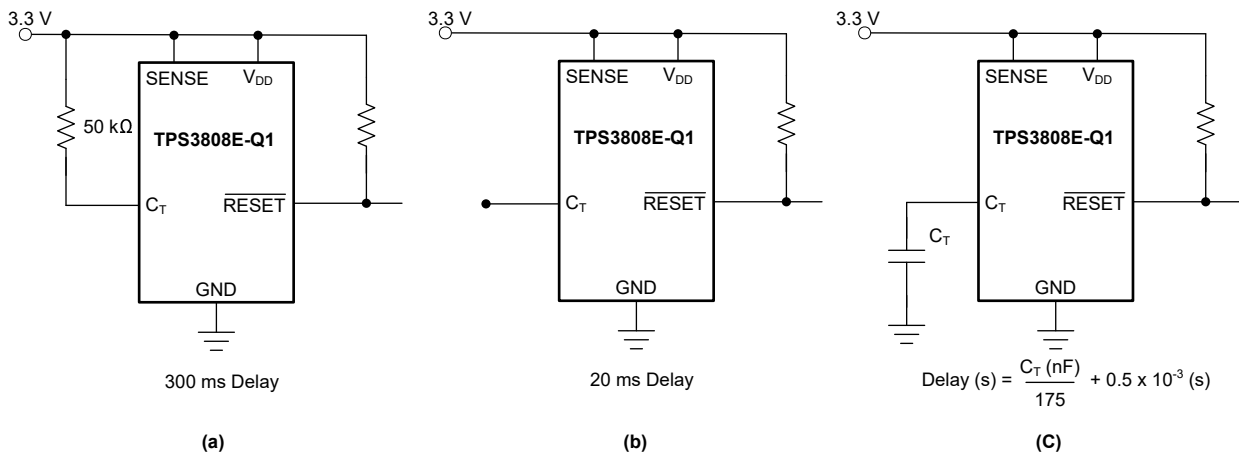 3.3 V
SENSE
V_DD
50 kΩ
TPS3808E-Q1
C_T
RESET
GND
300 ms Delay
(a)
3.3 V
SENSE
V_DD
TPS3808E-Q1
C_T
RESET
GND
20 ms Delay
(b)
3.3 V
SENSE
V_DD
TPS3808E-Q1
C_T
RESET
C_T
GND
Delay (s) = C_T (nF) / 175 + 0.5 x 10^-3 (s)
(C)